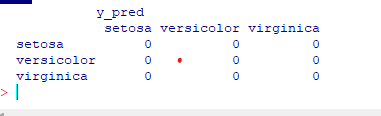 y_pred
setosa versicolor virginica
setosa 0 0 0
versicolor 0 0 0
virginica 0 0 0
>